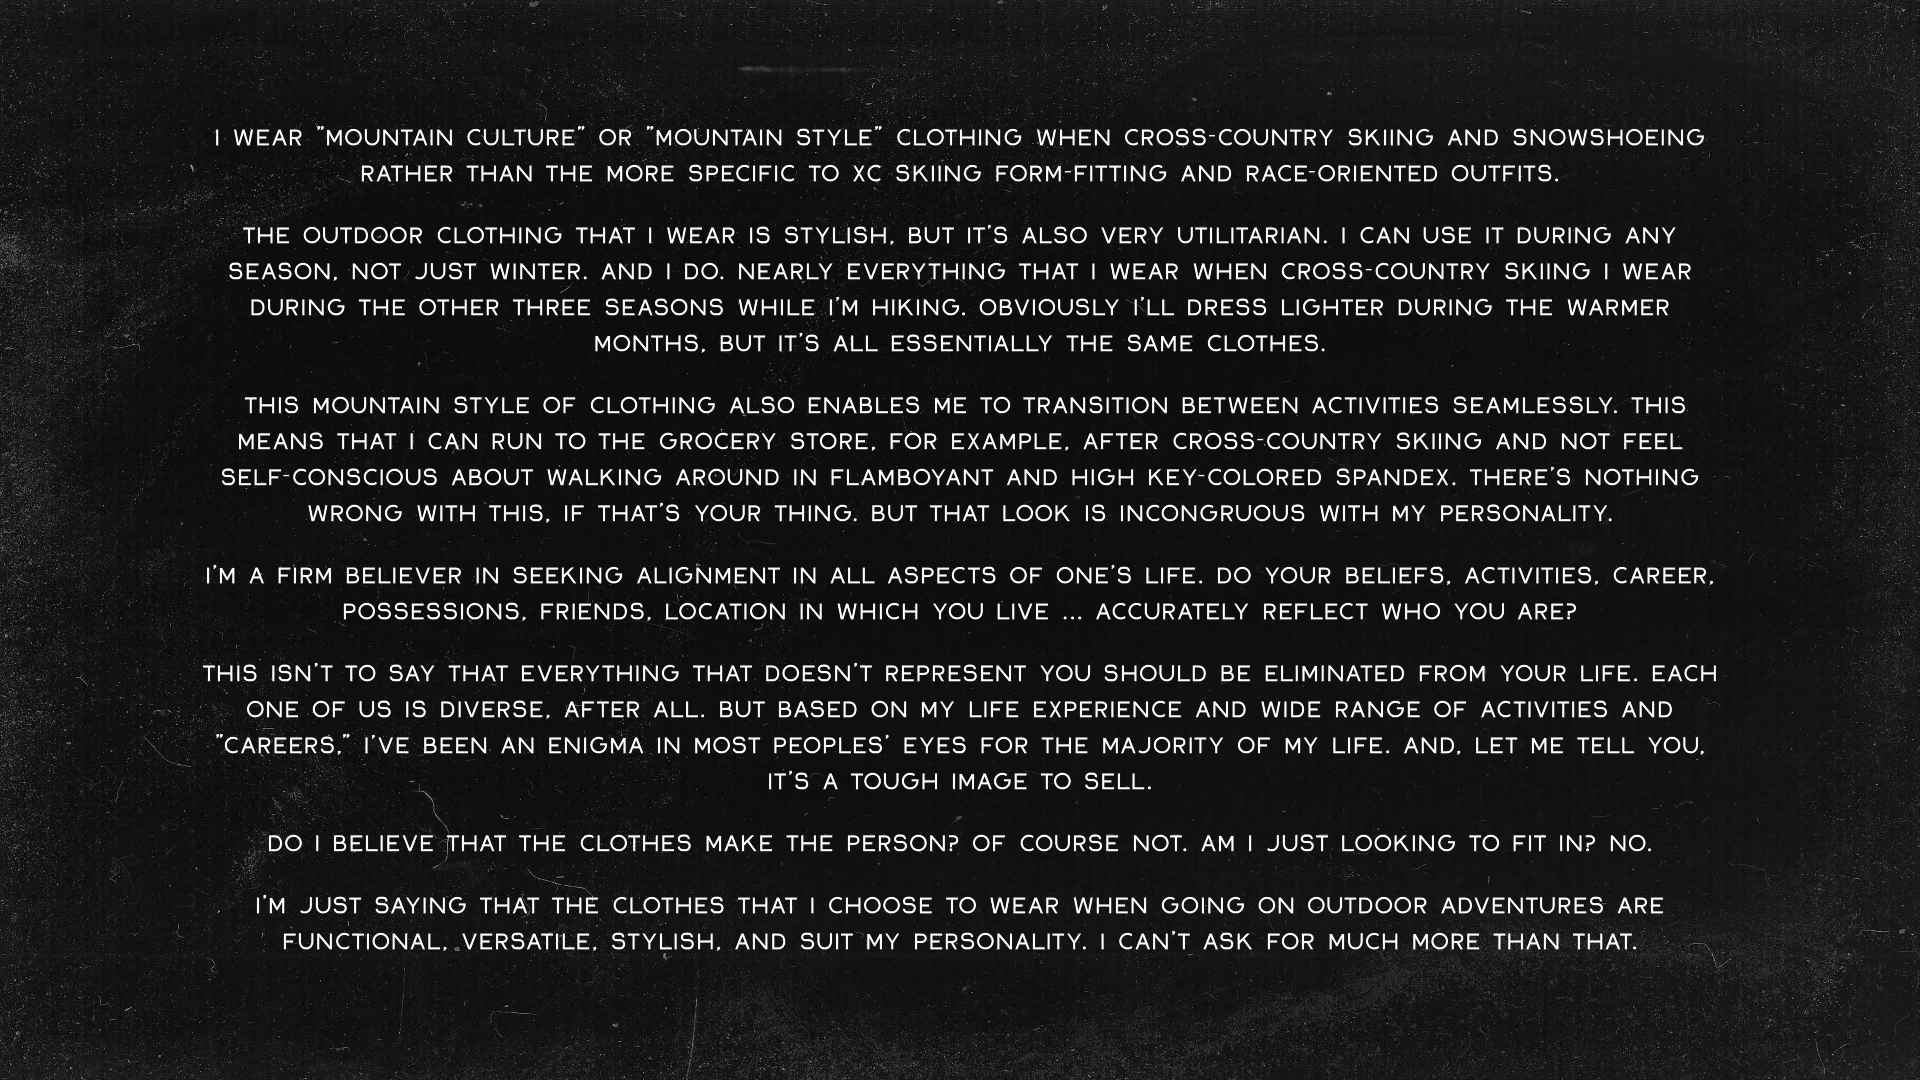 I WEAR "MOUNTAIN CULTURE" OR "MOUNTAIN STYLE" CLOTHING WHEN CROSS-COUNTRY SKIING AND SNOWSHOEING
RATHER THAN THE MORE SPECIFIC TO XC SKIING FORM-FITTING AND RACE-ORIENTED OUTFITS.
THE OUTDOOR CLOTHING THAT I WEAR IS STYLISH, BUT IT'S ALSO VERY UTILITARIAN. I CAN USE IT DURING ANY
SEASON, NOT JUST WINTER. AND I DO. NEARLY EVERYTHING THAT I WEAR WHEN CROSS-COUNTRY SKIING I WEAR
DURING THE OTHER THREE SEASONS WHILE I'M HIKING. OBVIOUSLY I'LL DRESS LIGHTER DURING THE WARMER
MONTHS, BUT IT'S ALL ESSENTIALLY THE SAME CLOTHES.
THIS MOUNTAIN STYLE OF CLOTHING ALSO ENABLES ME TO TRANSITION BETWEEN ACTIVITIES SEAMLESSLY. THIS
MEANS THAT I CAN RUN TO THE GROCERY STORE, FOR EXAMPLE, AFTER CROSS-COUNTRY SKIING AND NOT FEEL
SELF-CONSCIOUS ABOUT WALKING AROUND IN FLAMBOYANT AND HIGH KEY-COLORED SPANDEX. THERE'S NOTHING
WRONG WITH THIS, IF THAT'S YOUR THING. BUT THAT LOOK IS INCONGRUOUS WITH MY PERSONALITY.
I'M A FIRM BELIEVER IN SEEKING ALIGNMENT IN ALL ASPECTS OF ONE'S LIFE. DO YOUR BELIEFS, ACTIVITIES, CAREER,
POSSESSIONS, FRIENDS, LOCATION IN WHICH YOU LIVE ... ACCURATELY REFLECT WHO YOU ARE?
THIS ISN'T TO SAY THAT EVERYTHING THAT DOESN'T REPRESENT YOU SHOULD BE ELIMINATED FROM YOUR LIFE. EACH
ONE OF US IS DIVERSE, AFTER ALL. BUT BASED ON MY LIFE EXPERIENCE AND WIDE RANGE OF ACTIVITIES AND
"CAREERS," I'VE BEEN AN ENIGMA IN MOST PEOPLES' EYES FOR THE MAJORITY OF MY LIFE. AND, LET ME TELL YOU,
IT'S A TOUGH IMAGE TO SELL.
DO I BELIEVE THAT THE CLOTHES MAKE THE PERSON? OF COURSE NOT. AM I JUST LOOKING TO FIT IN? NO.
I'M JUST SAYING THAT THE CLOTHES THAT I CHOOSE TO WEAR WHEN GOING ON OUTDOOR ADVENTURES ARE
FUNCTIONAL, VERSATILE, STYLISH, AND SUIT MY PERSONALITY. I CAN'T ASK FOR MUCH MORE THAN THAT.